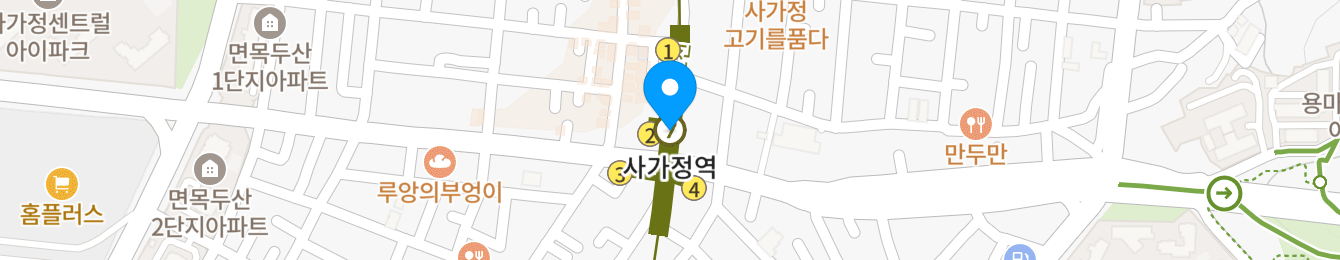 사가정센트럴
아이파크
면목두산
1단지아파트
사가정
고기를품다
1
7
2
사가정역
3
4
만두만
루앙의부엉이
홈플러스
면목두산
2단지아파트
용미